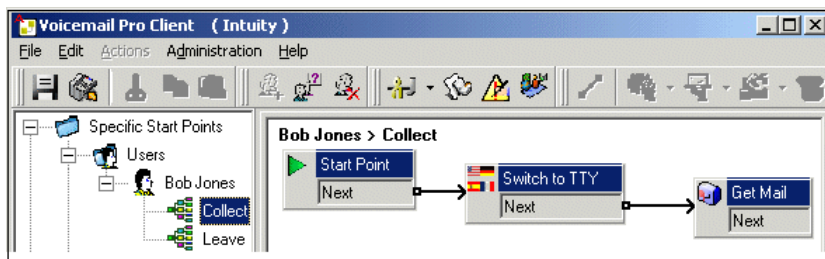 Voicemail Pro Client ( Intuity )
File Edit Actions Administration Help
Specific Start Points
Users
Bob Jones
Collect
Leave
Bob Jones > Collect
Start Point
Next
Switch to TTY
Next
Get Mail
Next